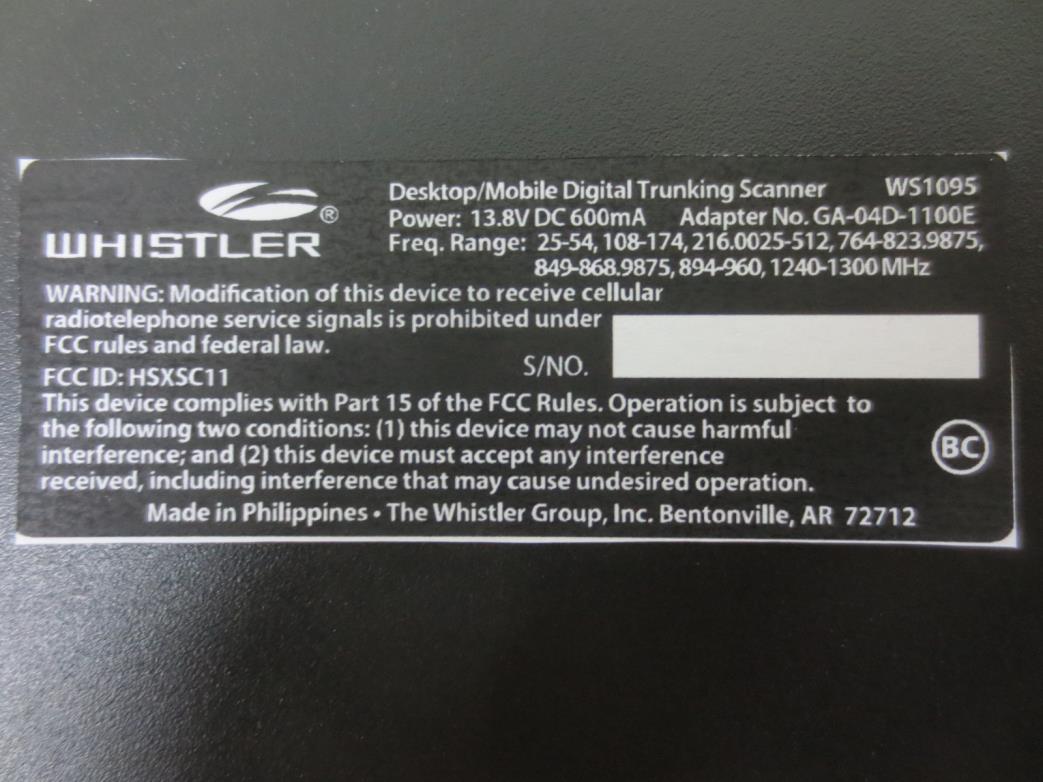 WHISTLER®
Desktop/Mobile Digital Trunking Scanner WS1095
Power: 13.8V DC 600mA Adapter No. GA-04D-1100E
Freq. Range: 25-54, 108-174, 216.0025-512, 764-823.9875,
849-868.9875, 894-960, 1240-1300 MHz
WARNING: Modification of this device to receive cellular
radiotelephone service signals is prohibited under
FCC rules and federal law.
S/NO.
FCC ID: HSXSC11
This device complies with Part 15 of the FCC Rules. Operation is subject to
the following two conditions: (1) this device may not cause harmful
interference; and (2) this device must accept any interference
received, including interference that may cause undesired operation.
BC
Made in Philippines • The Whistler Group, Inc. Bentonville, AR 72712